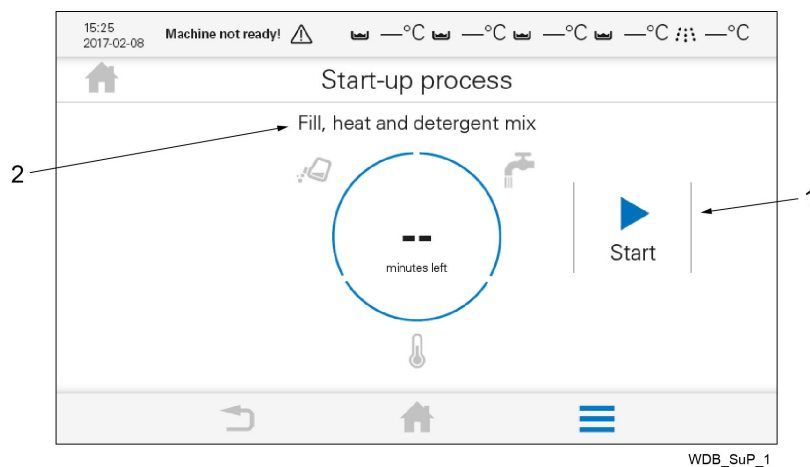 15:25
2017-02-08
Machine not ready!
—°C —°C —°C —°C —°C
Start-up process
Fill, heat and detergent mix
2
1
--
minutes left
Start
WDB_SuP_1